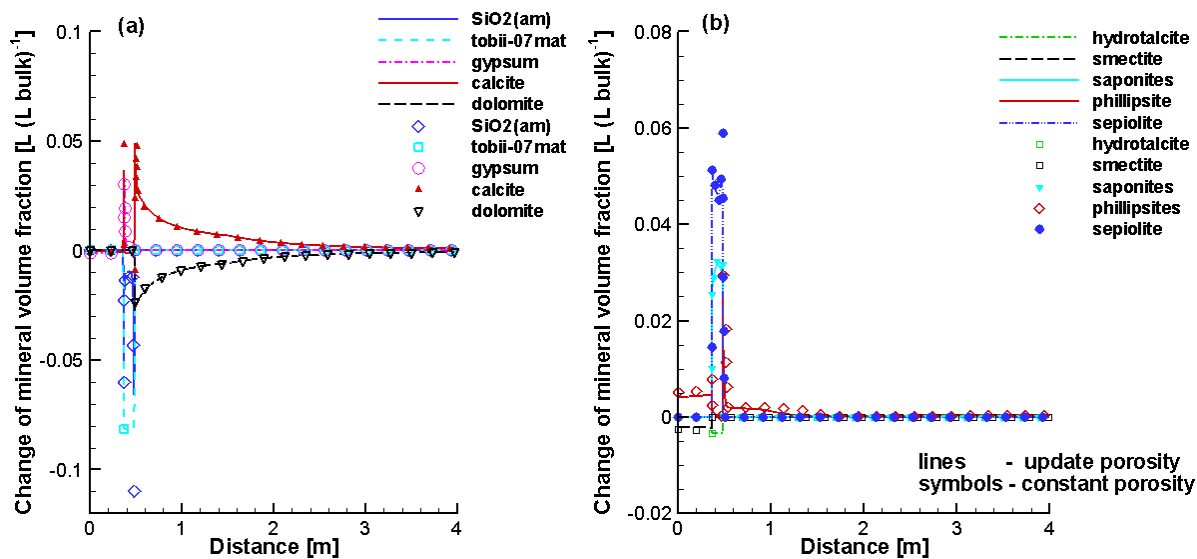 (a)
Change of mineral volume fraction [L (L bulk)⁻¹]
0.1
0.05
0
-0.05
-0.1
0 1 2 3 4
Distance [m]
SiO2(am)
tobii-07mat
gypsum
calcite
dolomite
SiO2(am)
tobii-07mat
gypsum
calcite
dolomite
(b)
Change of mineral volume fraction [L (L bulk)⁻¹]
0.08
0.06
0.04
0.02
0
-0.02
0 1 2 3 4
Distance [m]
hydrotalcite
smectite
saponites
phillipsite
sepiolite
hydrotalcite
smectite
saponites
phillipsites
sepiolite
lines - update porosity
symbols - constant porosity